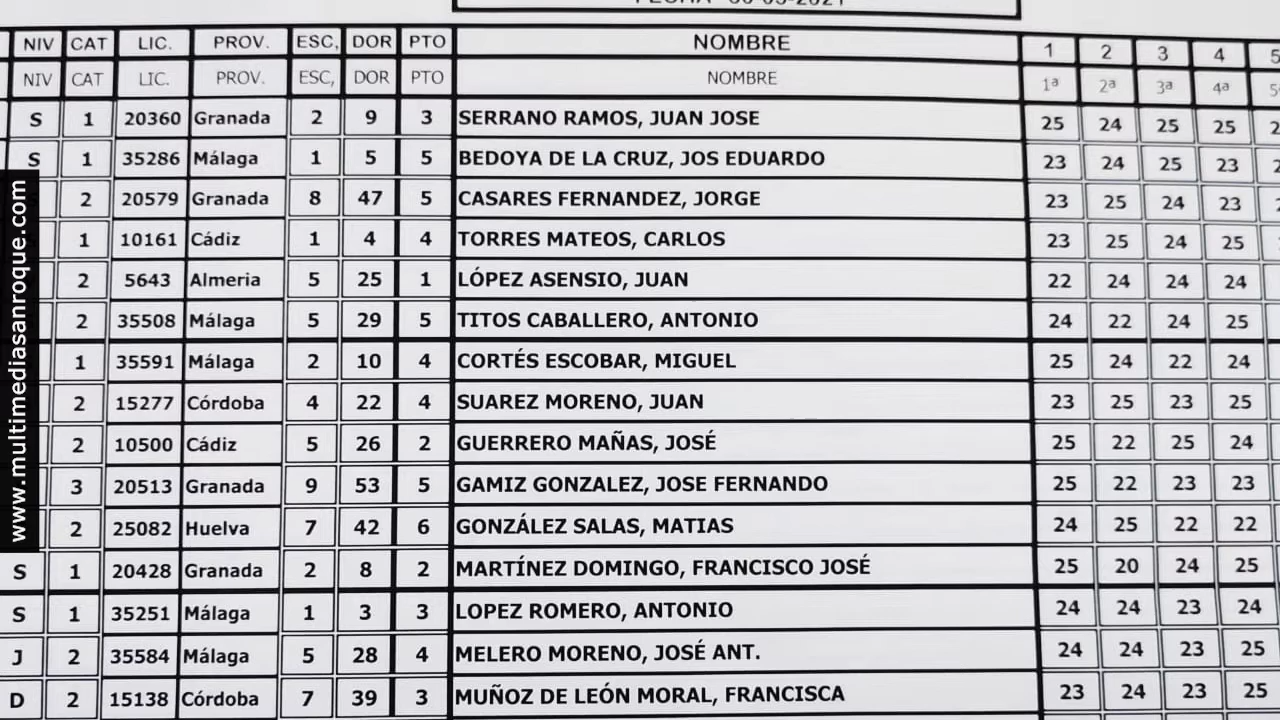 NIV CAT LIC. PROV. ESC, DOR PTO NOMBRE 1 2 3 4 5
NIV CAT LIC. PROV. ESC, DOR PTO NOMBRE 1ª 2ª 3ª 4ª
S 1 20360 Granada 2 9 3 SERRANO RAMOS, JUAN JOSE 25 24 25 25
S 1 35286 Málaga 1 5 5 BEDOYA DE LA CRUZ, JOS EDUARDO 23 24 25 23
2 20579 Granada 8 47 5 CASARES FERNANDEZ, JORGE 23 25 24 23
1 10161 Cádiz 1 4 4 TORRES MATEOS, CARLOS 23 25 24 25
2 5643 Almeria 5 25 1 LÓPEZ ASENSIO, JUAN 22 24 24 24
2 35508 Málaga 5 29 5 TITOS CABALLERO, ANTONIO 24 22 24 25
1 35591 Málaga 2 10 4 CORTÉS ESCOBAR, MIGUEL 25 24 22 24
2 15277 Córdoba 4 22 4 SUAREZ MORENO, JUAN 23 25 23 25
2 10500 Cádiz 5 26 2 GUERRERO MAÑAS, JOSÉ 25 22 25 24
3 20513 Granada 9 53 5 GAMIZ GONZALEZ, JOSE FERNANDO 25 22 23 23
2 25082 Huelva 7 42 6 GONZÁLEZ SALAS, MATIAS 24 25 22 22
S 1 20428 Granada 2 8 2 MARTÍNEZ DOMINGO, FRANCISCO JOSÉ 25 20 24 25
S 1 35251 Málaga 1 3 3 LOPEZ ROMERO, ANTONIO 24 24 23 24
J 2 35584 Málaga 5 28 4 MELERO MORENO, JOSÉ ANT. 24 24 23 25
D 2 15138 Córdoba 7 39 3 MUÑOZ DE LEÓN MORAL, FRANCISCA 23 24 23 25
www.multimediasanroque.com